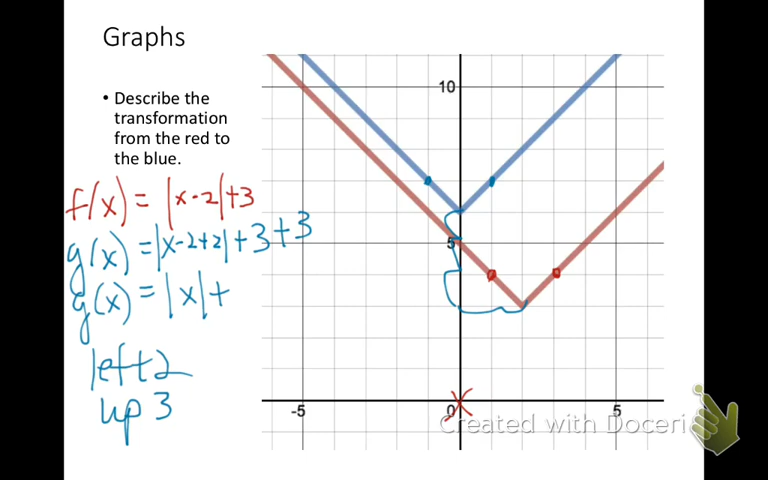 Graphs
• Describe the
transformation
from the red to
the blue.
f(x) = |x-2|+3
g(x) = |x-2+2|+3+3
g(x) = |x|+
left 2
up 3
10
5
-5
0
5
Created with Doceri